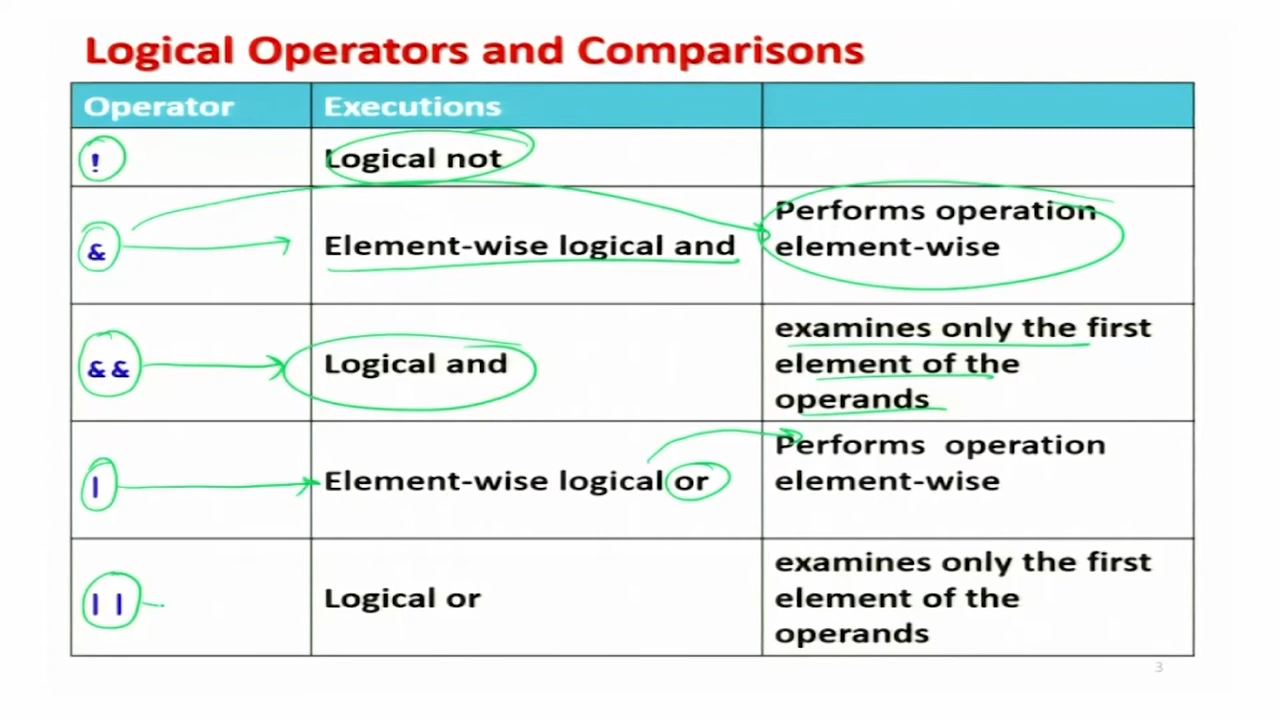 Logical Operators and Comparisons
Operator Executions
! Logical not
& Element-wise logical and Performs operation
element-wise
&& Logical and examines only the first
element of the
operands
| Element-wise logical or Performs operation
element-wise
|| Logical or examines only the first
element of the
operands
3